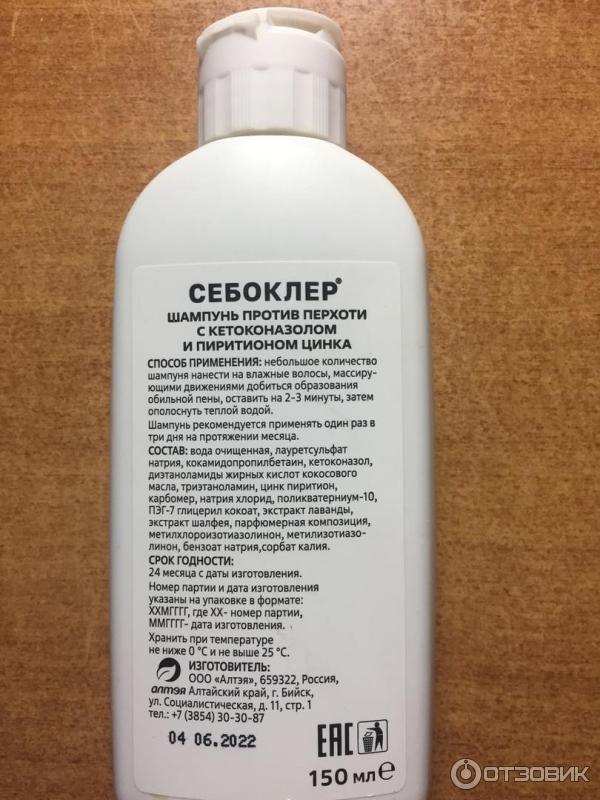 СЕБОКЛЕР®
ШАМПУНЬ ПРОТИВ ПЕРХОТИ
С КЕТОКОНАЗОЛОМ
И ПИРИТИОНОМ ЦИНКА
СПОСОБ ПРИМЕНЕНИЯ: небольшое количество
шампуня нанести на влажные волосы, массиру-
ющими движениями добиться образования
обильной пены, оставить на 2-3 минуты, затем
ополоснуть теплой водой.
Шампунь рекомендуется применять один раз в
три дня на протяжении месяца.
СОСТАВ: вода очищенная, лауретсульфат
натрия, кокамидопропилбетаин, кетоконазол,
диэтаноламиды жирных кислот кокосового
масла, триэтаноламин, цинк пиритион,
карбомер, натрия хлорид, поликватерниум-10,
ПЭГ-7 глицерил кокоат, экстракт лаванды,
экстракт шалфея, парфюмерная композиция,
метилхлороизотиазолинон, метилизотиазо-
линон, бензоат натрия,сорбат калия.
СРОК ГОДНОСТИ:
24 месяца с даты изготовления.
Номер партии и дата изготовления
указаны на упаковке в формате:
ХХММГГГГ, где ХХ- номер партии,
ММГГГГ- дата изготовления.
Хранить при температуре
не ниже 0 °С и не выше 25 °С.
ИЗГОТОВИТЕЛЬ:
ООО «Алтэя», 659322, Россия,
алтэя Алтайский край, г. Бийск,
ул. Социалистическая, д. 11, стр. 1
тел.: +7 (3854) 30-30-87
04 06.2022
ЕАС
150 мл е
ОТЗОВИК